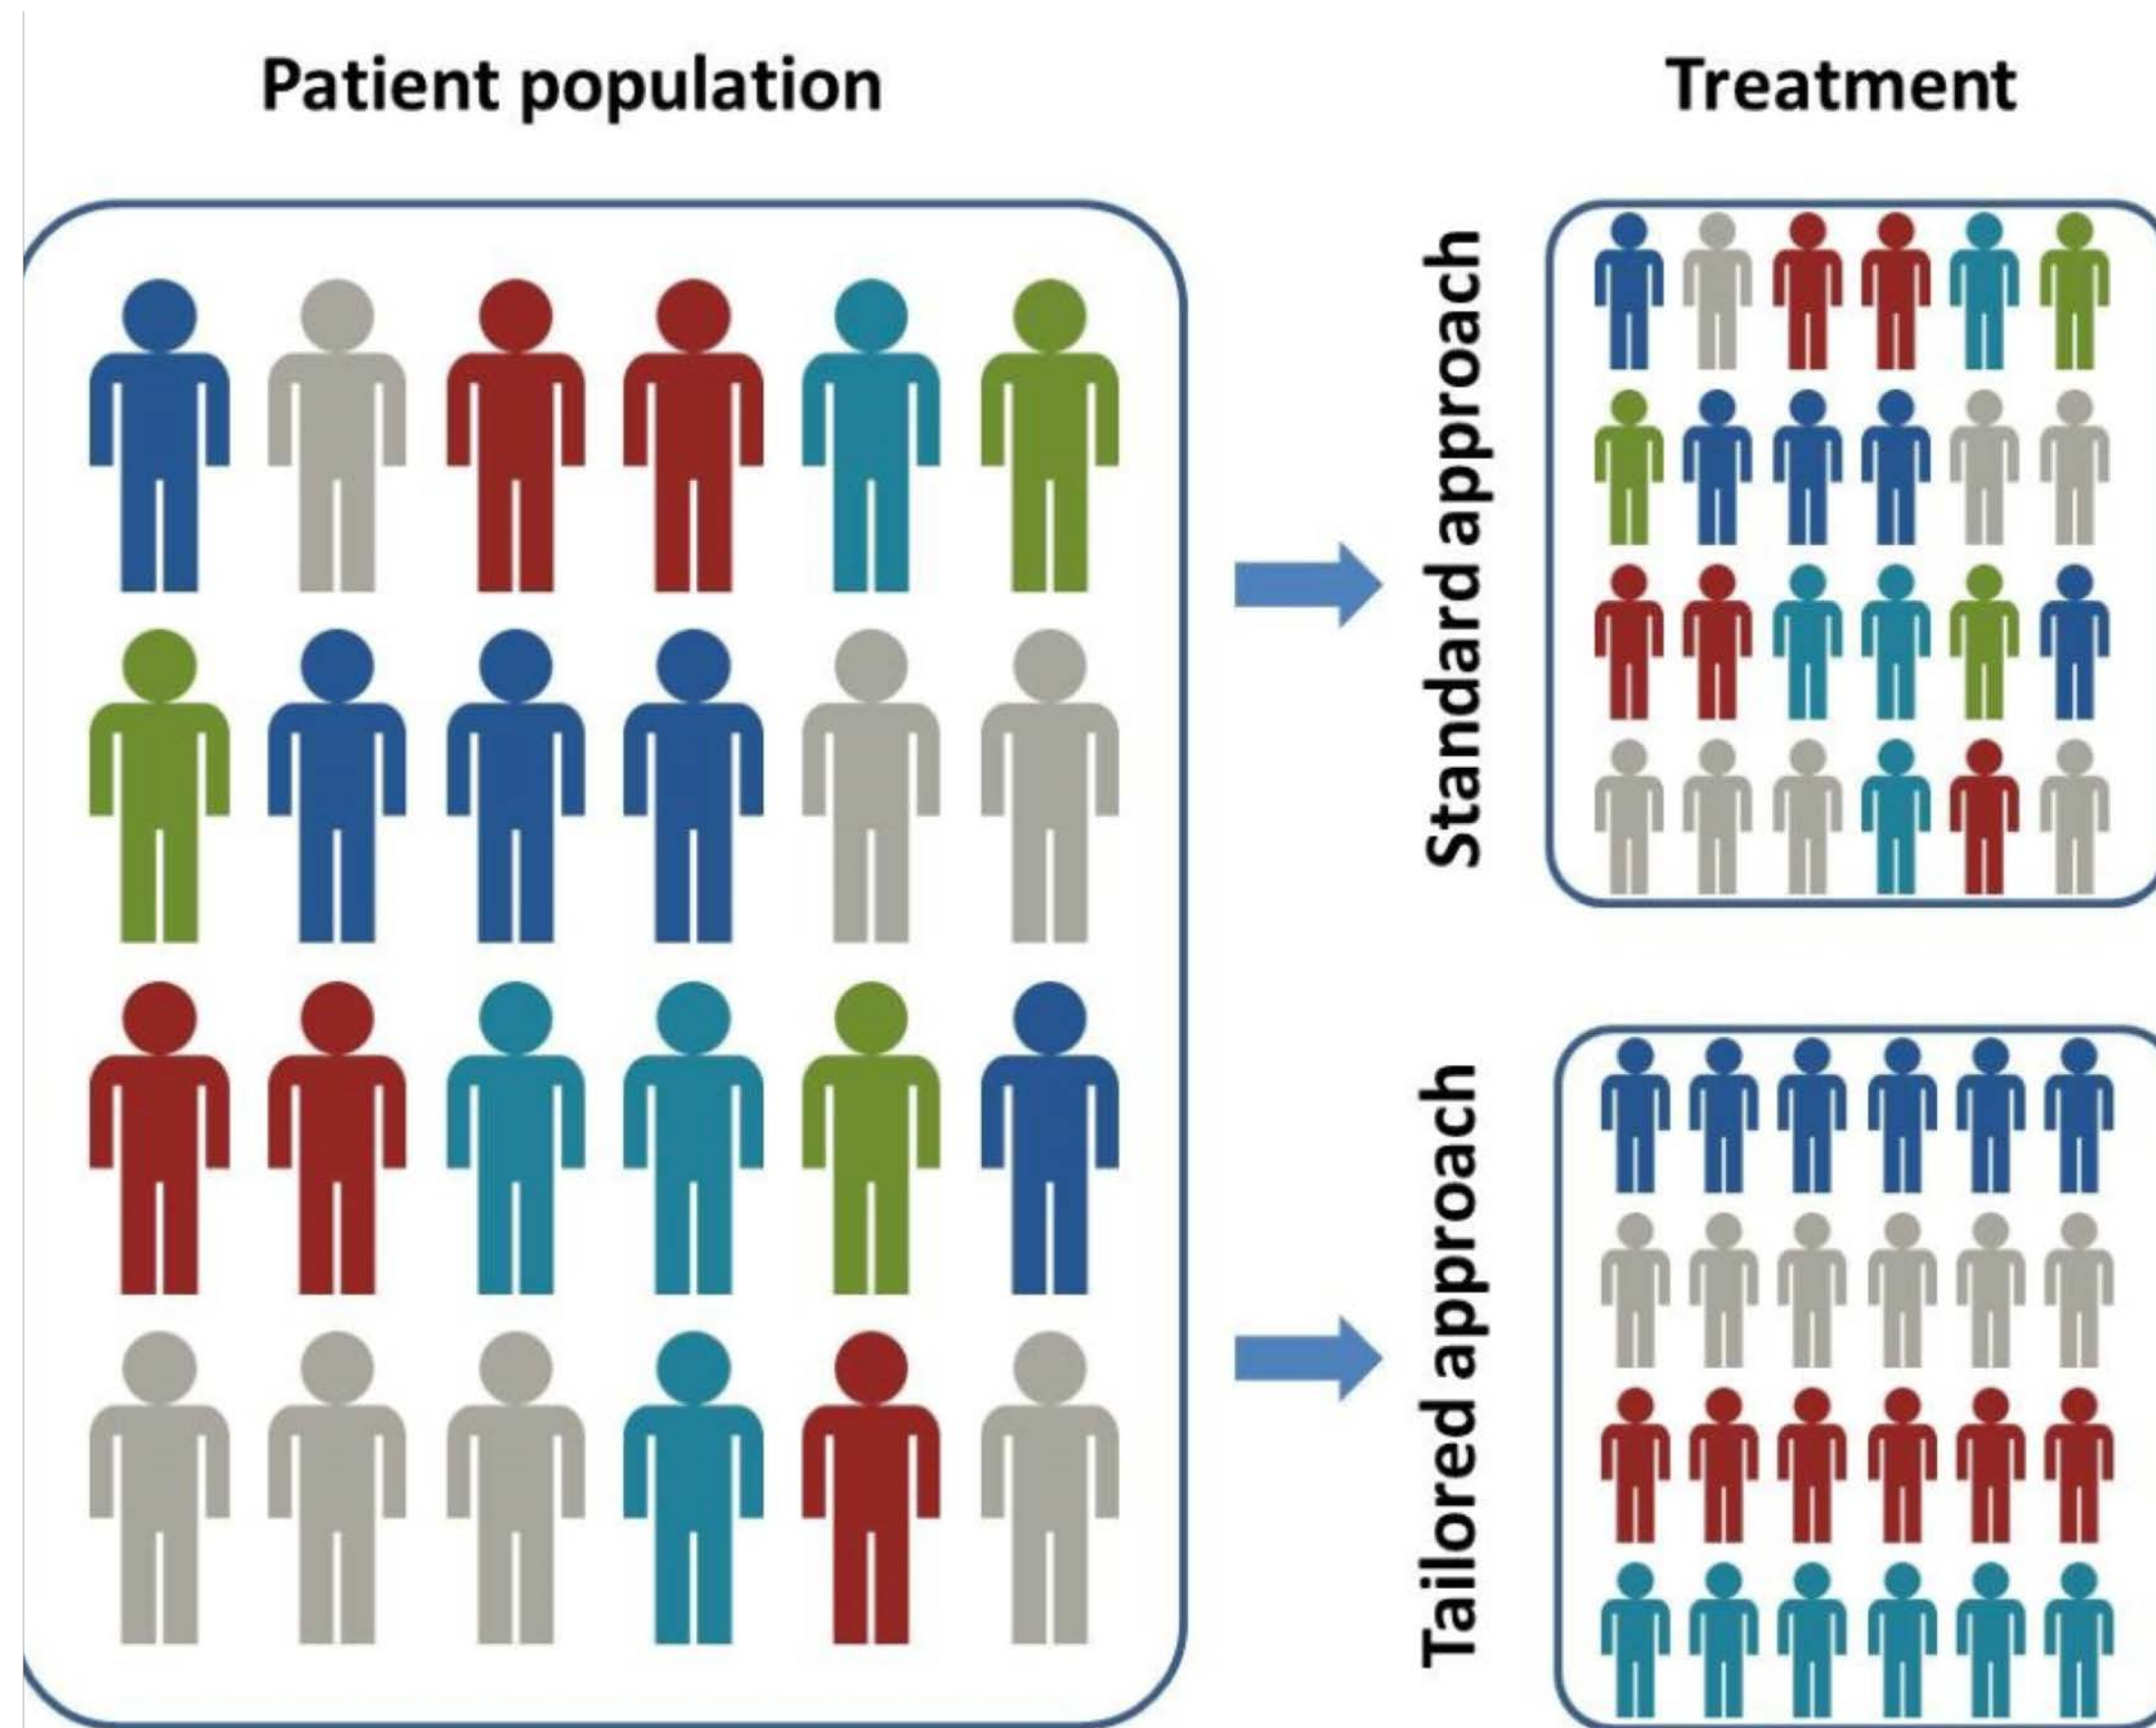 Patient population
Treatment
Standard approach
Tailored approach